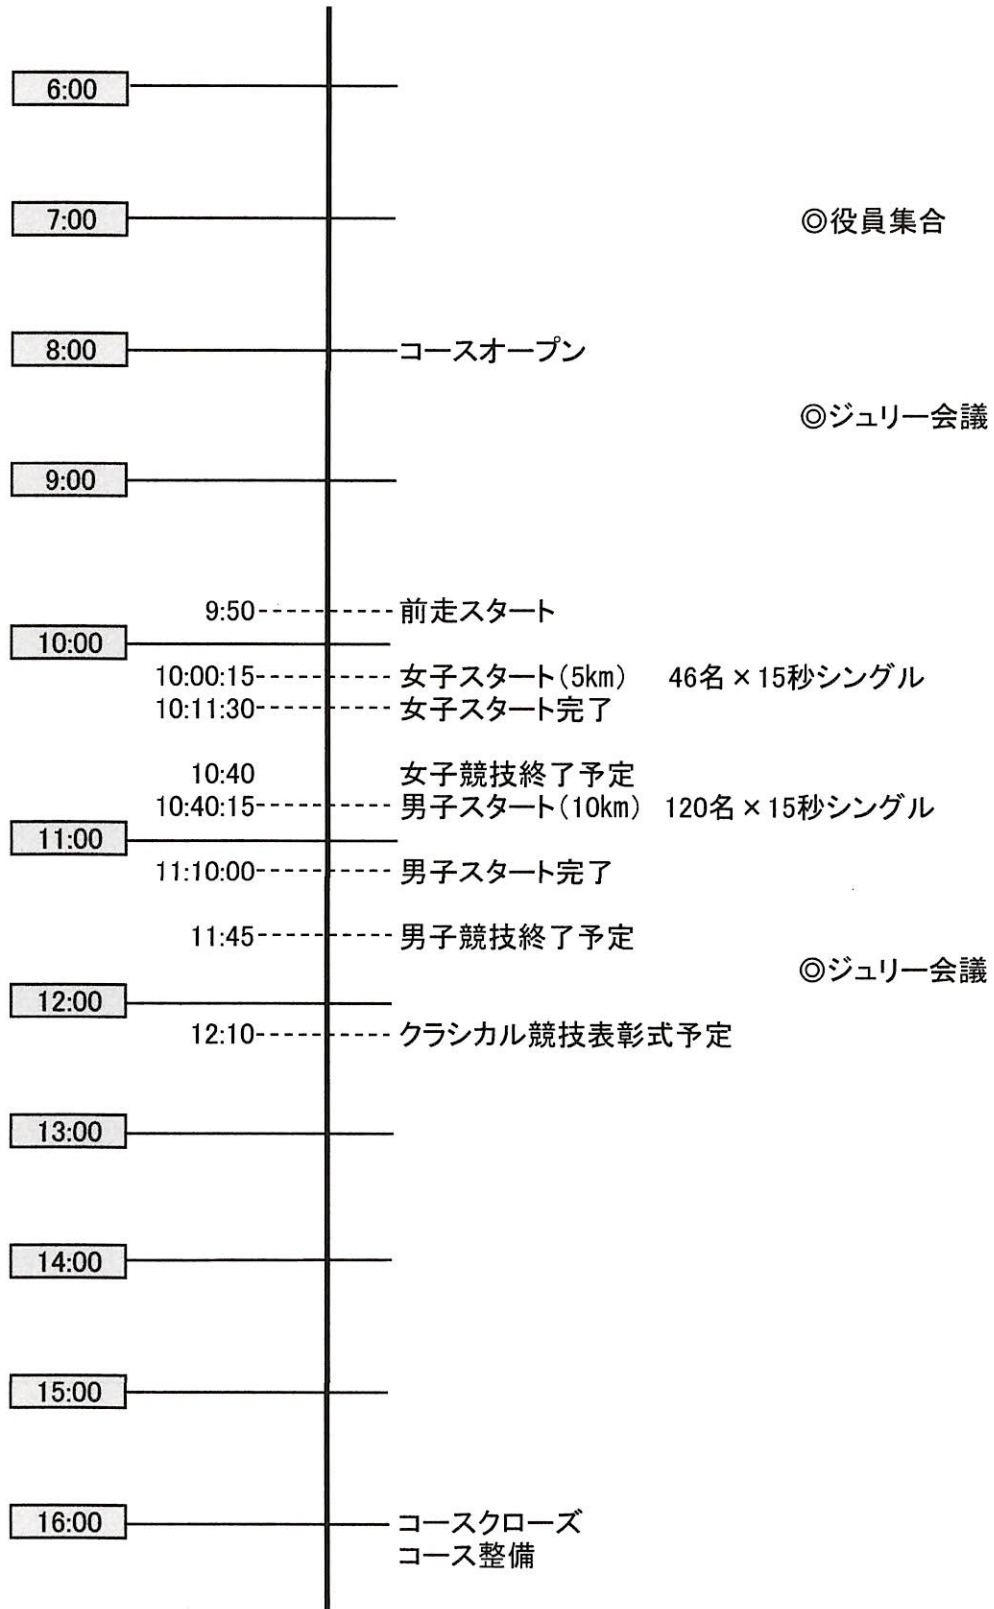 6:00
7:00 ◎役員集合
8:00 コースオープン
◎ジュリー会議
9:00
9:50 前走スタート
10:00
10:00:15 女子スタート(5km) 46名×15秒シングル
10:11:30 女子スタート完了
10:40 女子競技終了予定
10:40:15 男子スタート(10km) 120名×15秒シングル
11:00
11:10:00 男子スタート完了
11:45 男子競技終了予定
◎ジュリー会議
12:00
12:10 クラシカル競技表彰式予定
13:00
14:00
15:00
16:00 コースクローズ
コース整備